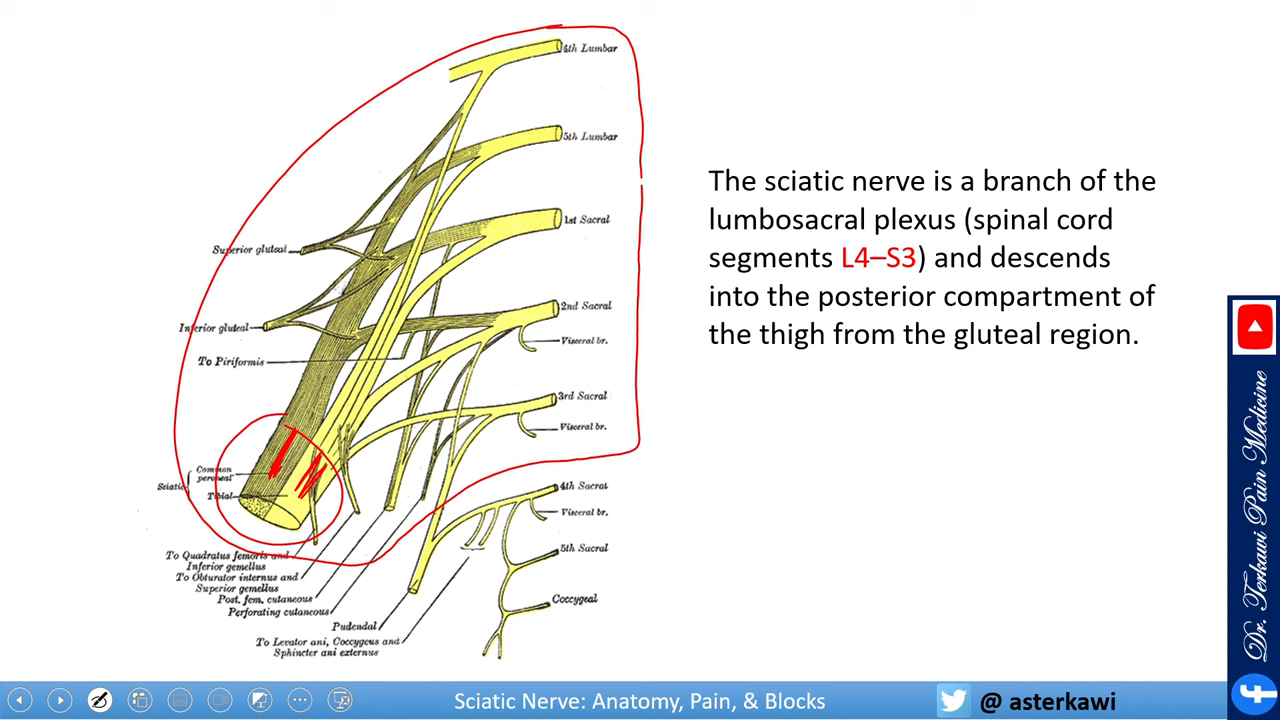 4th Lumbar
5th Lumbar
1st Sacral
Superior gluteal
2nd Sacral
Inferior gluteal
Visceral br.
To Piriformis
3rd Sacral
Visceral br.
Common
peroneal
Sciatic
Tibial
4th Sacral
Visceral br.
5th Sacral
To Quadratus femoris and
Inferior gemellus
To Obturator internus and
Superior gemellus
Post. fem. cutaneous
Perforating cutaneous
Coccygeal
Pudendal
To Levator ani, Coccygeus and
Sphincter ani externus
The sciatic nerve is a branch of the
lumbosacral plexus (spinal cord
segments L4–S3) and descends
into the posterior compartment of
the thigh from the gluteal region.
Dr. Terkawi Pain Medicine
Sciatic Nerve: Anatomy, Pain, & Blocks
@ asterkawi